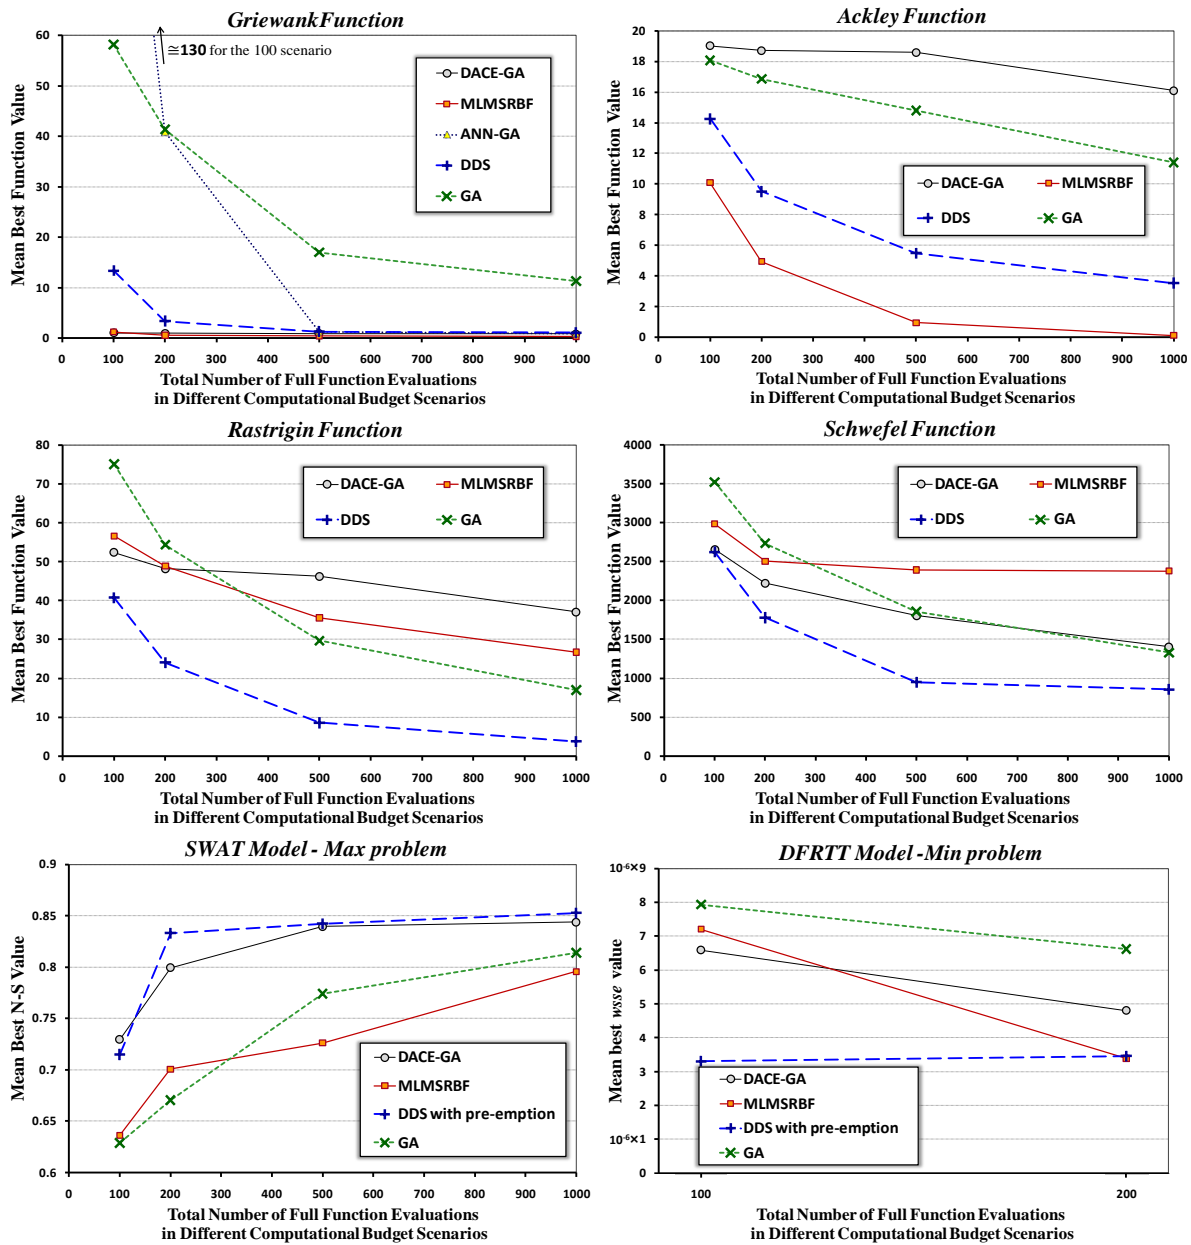 Griewank Function
≅130 for the 100 scenario
Mean Best Function Value
60
50
40
30
20
10
0
DACE-GA
MLMSRBF
ANN-GA
DDS
GA
0 100 200 300 400 500 600 700 800 900 1000
Total Number of Full Function Evaluations
in Different Computational Budget Scenarios
Ackley Function
Mean Best Function Value
20
18
16
14
12
10
8
6
4
2
0
DACE-GA MLMSRBF
DDS GA
0 100 200 300 400 500 600 700 800 900 1000
Total Number of Full Function Evaluations
in Different Computational Budget Scenarios
Rastrigin Function
Mean Best Function Value
80
70
60
50
40
30
20
10
0
DACE-GA MLMSRBF
DDS GA
0 100 200 300 400 500 600 700 800 900 1000
Total Number of Full Function Evaluations
in Different Computational Budget Scenarios
Schwefel Function
Mean Best Function Value
4000
3500
3000
2500
2000
1500
1000
500
0
DACE-GA MLMSRBF
DDS GA
0 100 200 300 400 500 600 700 800 900 1000
Total Number of Full Function Evaluations
in Different Computational Budget Scenarios
SWAT Model - Max problem
Mean Best N-S Value
0.9
0.85
0.8
0.75
0.7
0.65
0.6
DACE-GA
MLMSRBF
DDS with pre-emption
GA
0 100 200 300 400 500 600 700 800 900 1000
Total Number of Full Function Evaluations
in Different Computational Budget Scenarios
DFRTT Model -Min problem
Mean best wsse value
10⁻⁶×9
8
7
6
5
4
3
2
10⁻⁶×1
0
DACE-GA
MLMSRBF
DDS with pre-emption
GA
100 200
Total Number of Full Function Evaluations
in Different Computational Budget Scenarios